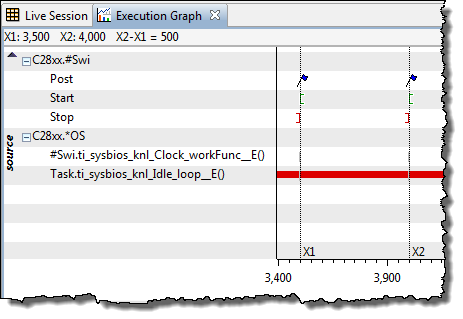 Live Session Execution Graph
X1: 3,500 X2: 4,000 X2-X1 = 500
C28xx.#Swi
Post
Start
Stop
C28xx.*OS
#Swi.ti_sysbios_knl_Clock_workFunc__E()
Task.ti_sysbios_knl_Idle_loop__E()
source
X1 X2
3,400 3,900